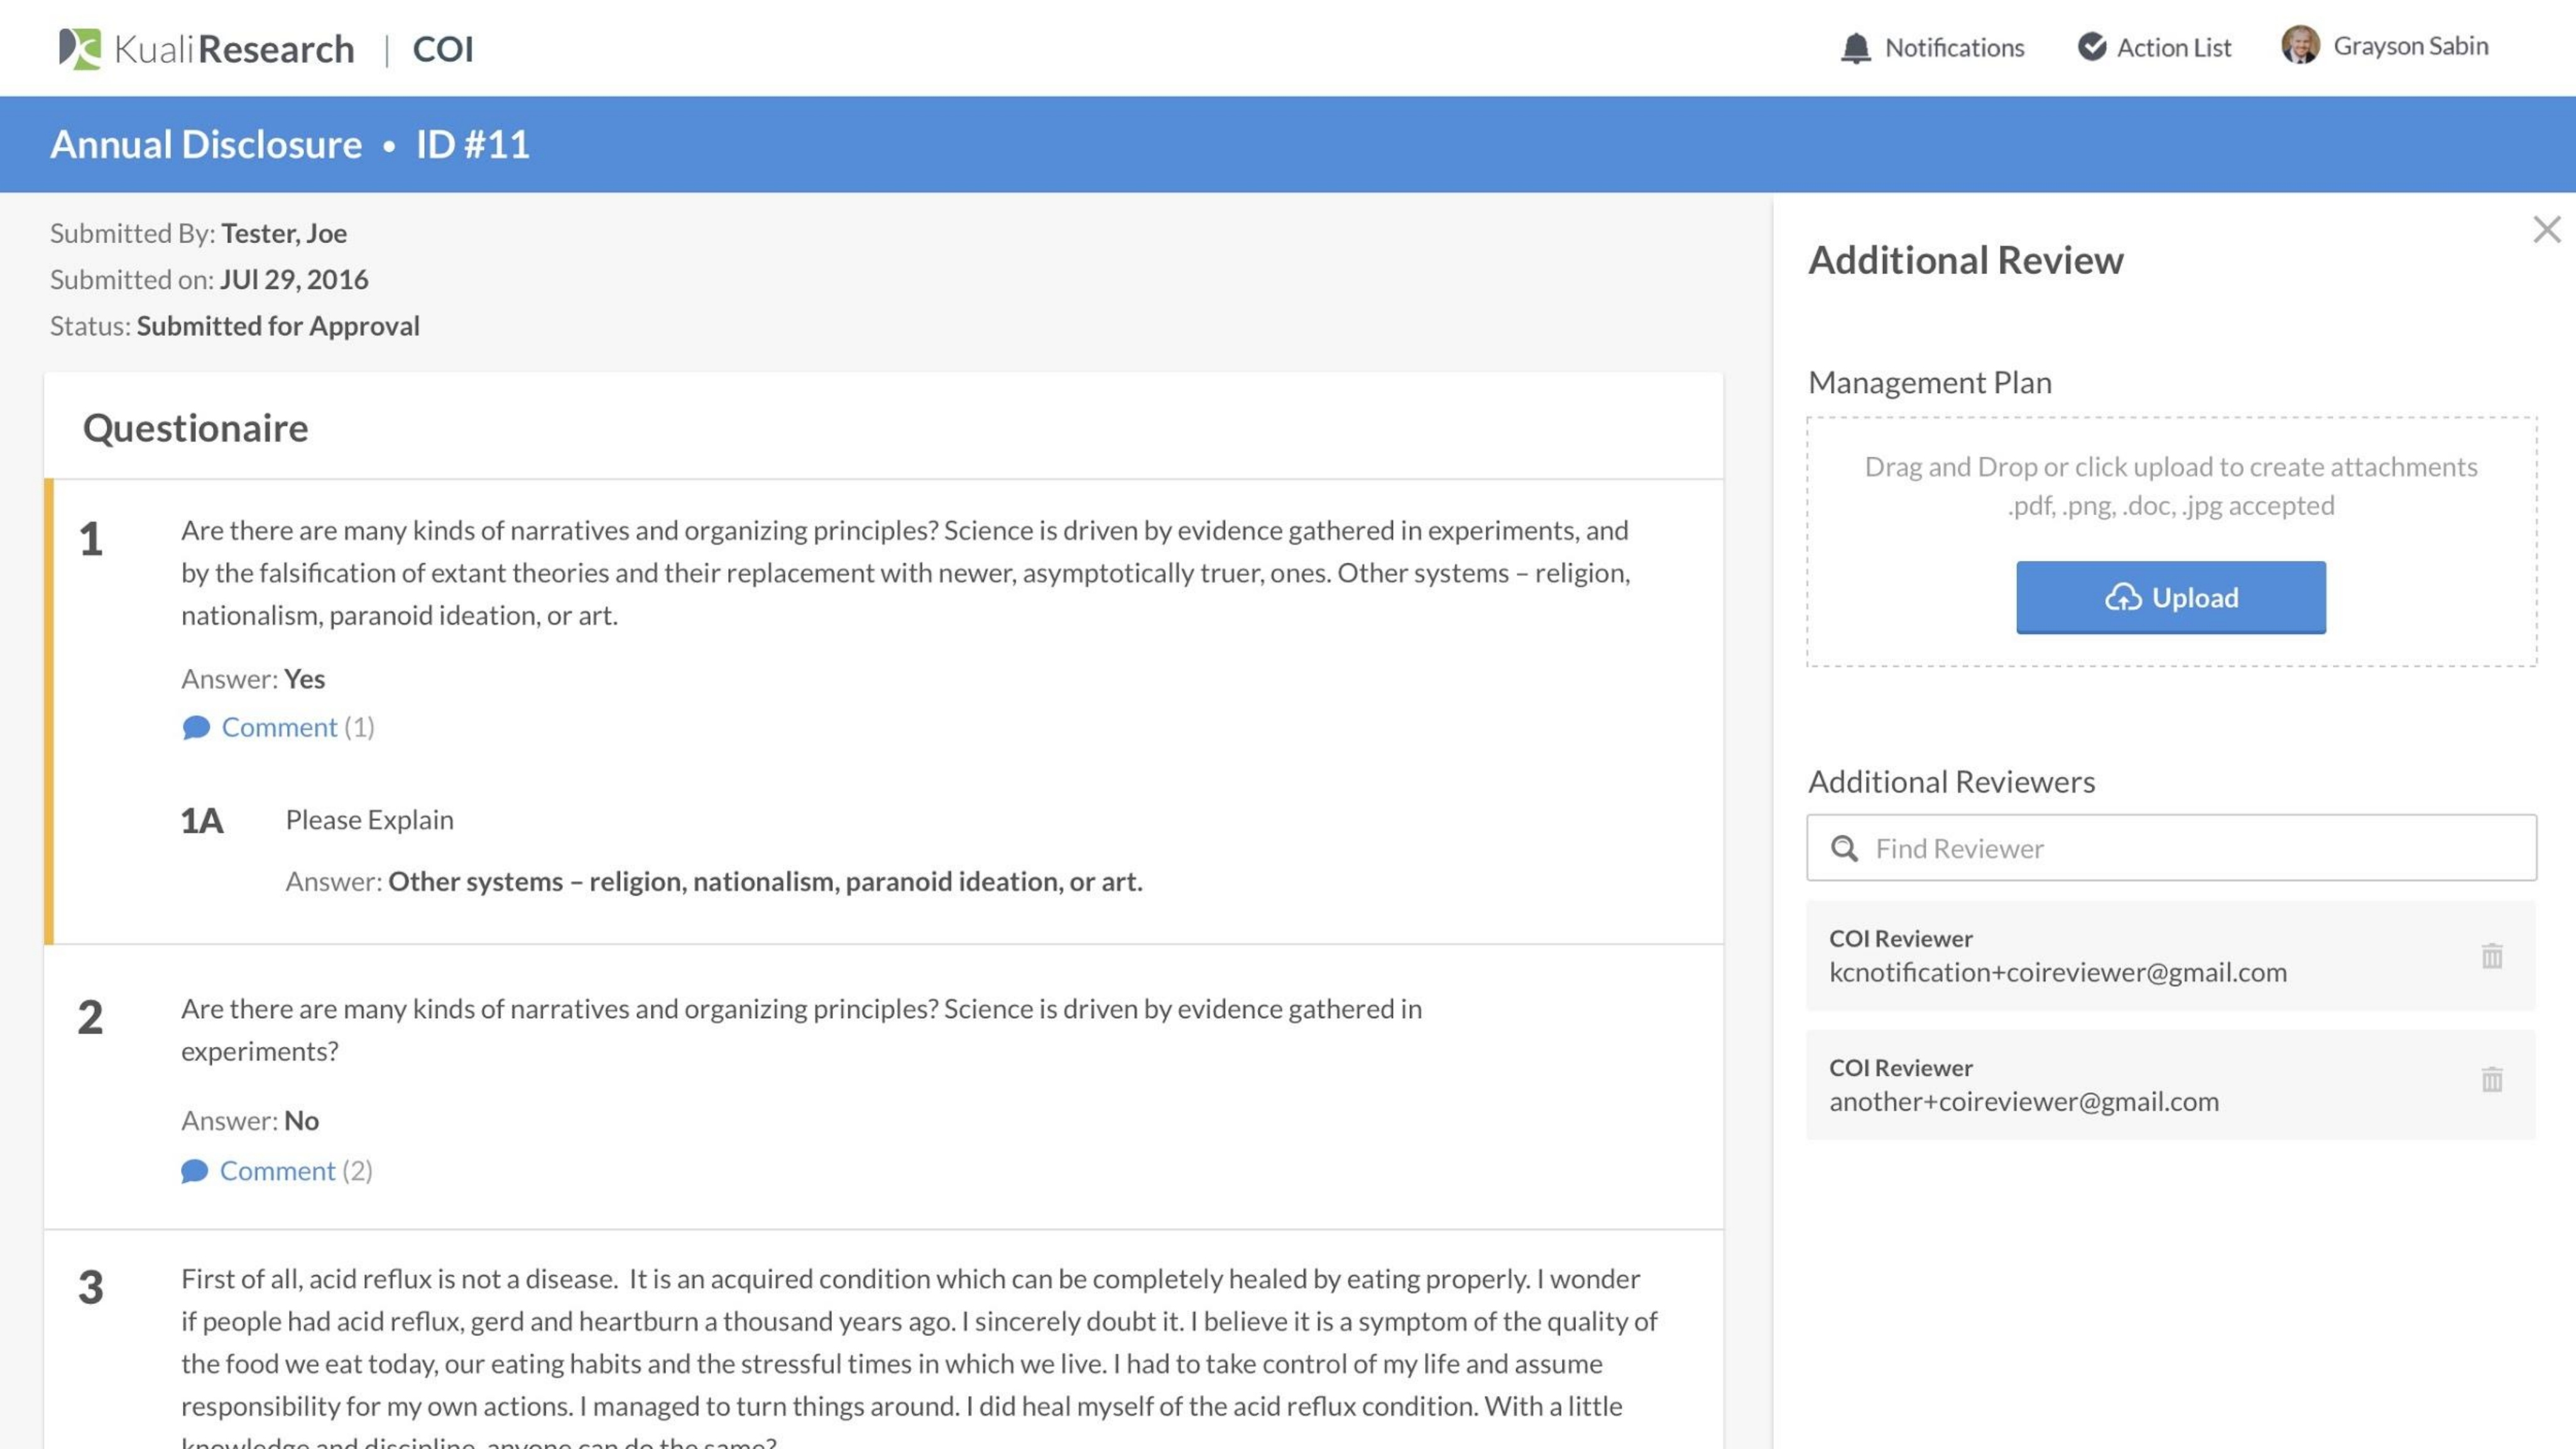 KualiResearch | COI
Notifications
Action List
Grayson Sabin
Annual Disclosure • ID #11
Submitted By: Tester, Joe
Submitted on: JUl 29, 2016
Status: Submitted for Approval
Questionaire
1
Are there are many kinds of narratives and organizing principles? Science is driven by evidence gathered in experiments, and
by the falsification of extant theories and their replacement with newer, asymptotically truer, ones. Other systems – religion,
nationalism, paranoid ideation, or art.
Answer: Yes
Comment (1)
1A Please Explain
Answer: Other systems – religion, nationalism, paranoid ideation, or art.
2
Are there are many kinds of narratives and organizing principles? Science is driven by evidence gathered in
experiments?
Answer: No
Comment (2)
3
First of all, acid reflux is not a disease. It is an acquired condition which can be completely healed by eating properly. I wonder
if people had acid reflux, gerd and heartburn a thousand years ago. I sincerely doubt it. I believe it is a symptom of the quality of
the food we eat today, our eating habits and the stressful times in which we live. I had to take control of my life and assume
responsibility for my own actions. I managed to turn things around. I did heal myself of the acid reflux condition. With a little
knowledge and discipline, anyone can do the same?
Additional Review
Management Plan
Drag and Drop or click upload to create attachments
.pdf, .png, .doc, .jpg accepted
Upload
Additional Reviewers
Find Reviewer
COI Reviewer
kcnotification+coireviewer@gmail.com
COI Reviewer
another+coireviewer@gmail.com